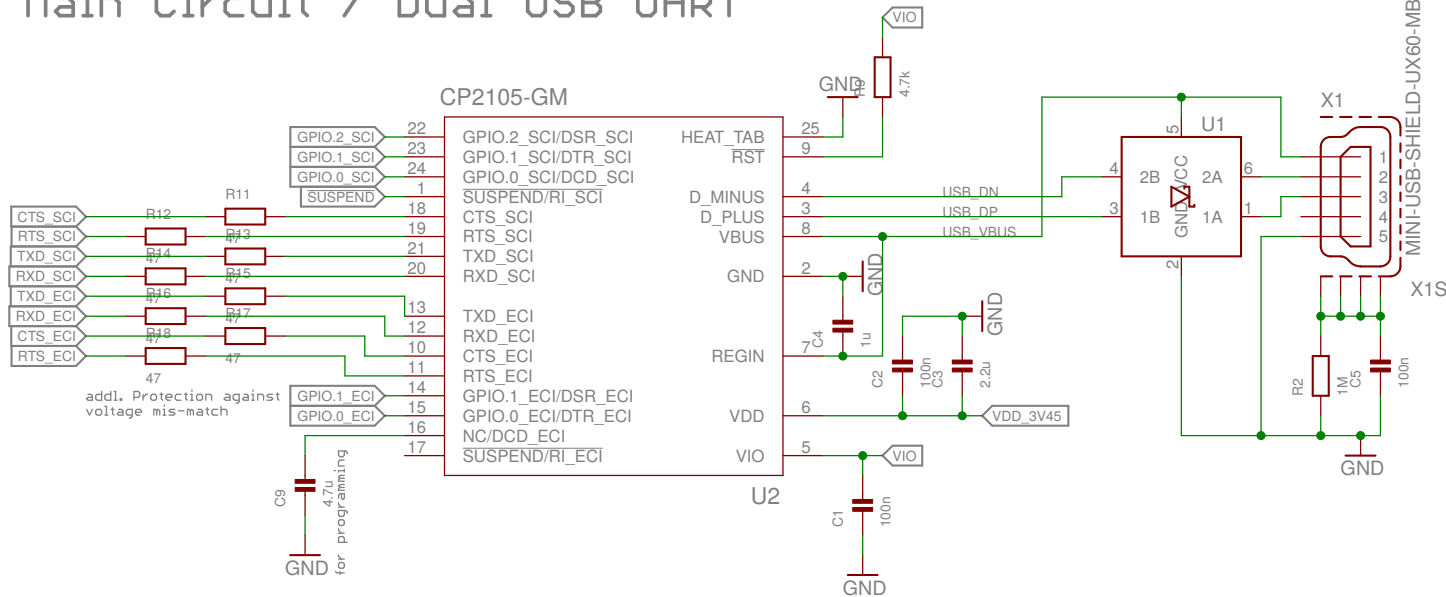 Main Circuit / Dual USB UART
VIO
R9
4.7k
GND
CP2105-GM
GPIO.2_SCI 22 GPIO.2_SCI/DSR_SCI
GPIO.1_SCI 23 GPIO.1_SCI/DTR_SCI
GPIO.0_SCI 24 GPIO.0_SCI/DCD_SCI
SUSPEND 1 SUSPEND/RI_SCI
CTS_SCI R11 47 18 CTS_SCI
RTS_SCI R12 47 19 RTS_SCI
TXD_SCI R13 47 21 TXD_SCI
RXD_SCI R14 47 20 RXD_SCI
TXD_ECI R15 47 13 TXD_ECI
RXD_ECI R16 47 12 RXD_ECI
CTS_ECI R17 47 10 CTS_ECI
RTS_ECI R18 47 11 RTS_ECI
GPIO.1_ECI 14 GPIO.1_ECI/DSR_ECI
GPIO.0_ECI 15 GPIO.0_ECI/DTR_ECI
16 NC/DCD_ECI
17 SUSPEND/RI_ECI
addl. Protection against
voltage mis-match
C9
4.7u
for programming
GND
HEAT_TAB 25
RST 9
D_MINUS 4 USB_DN
D_PLUS 3 USB_DP
VBUS 8 USB_VBUS
GND 2 GND
C4
1u
REGIN 7
C2
100n
C3
2.2u
GND
VDD 6 VDD_3V45
VIO 5 VIO
U2
C1
100n
GND
U1
5
4 2B 2A 6
3 1B 1A 1
GND VCC
2
X1
1
2
3
4
5
MINI-USB-SHIELD-UX60-MB
X1S
R2
1M
C5
100n
GND